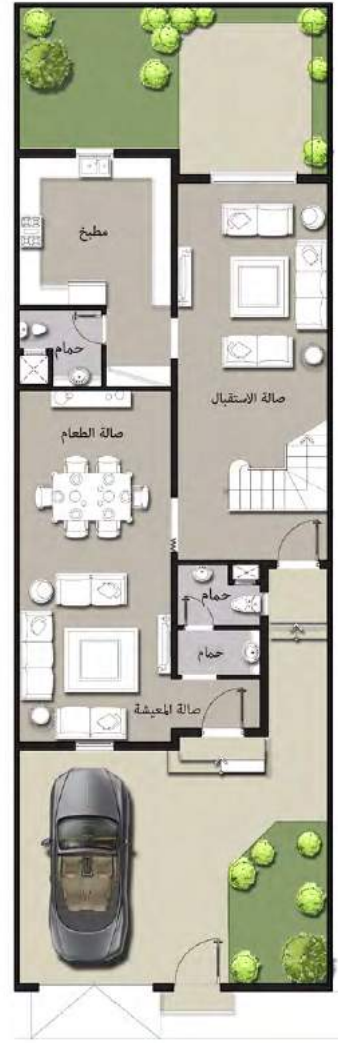 مطبخ
حمام
صالة الاستقبال
صالة الطعام
حمام
حمام
صالة المعيشة